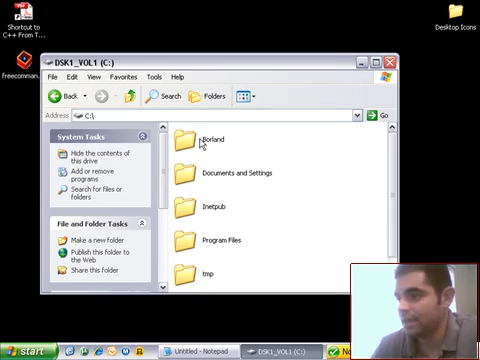 Shortcut to
C++ From T...
freecomman...
Desktop Icons
DSK1_VOL1 (C:)
File Edit View Favorites Tools Help
Back Search Folders
Address C:\ Go
System Tasks
Hide the contents of
this drive
Add or remove
programs
Search for files or
folders
File and Folder Tasks
Make a new folder
Publish this folder to
the Web
Share this folder
Borland
Documents and Settings
Inetpub
Program Files
tmp
start
Untitled - Notepad
DSK1_VOL1 (C:)
No